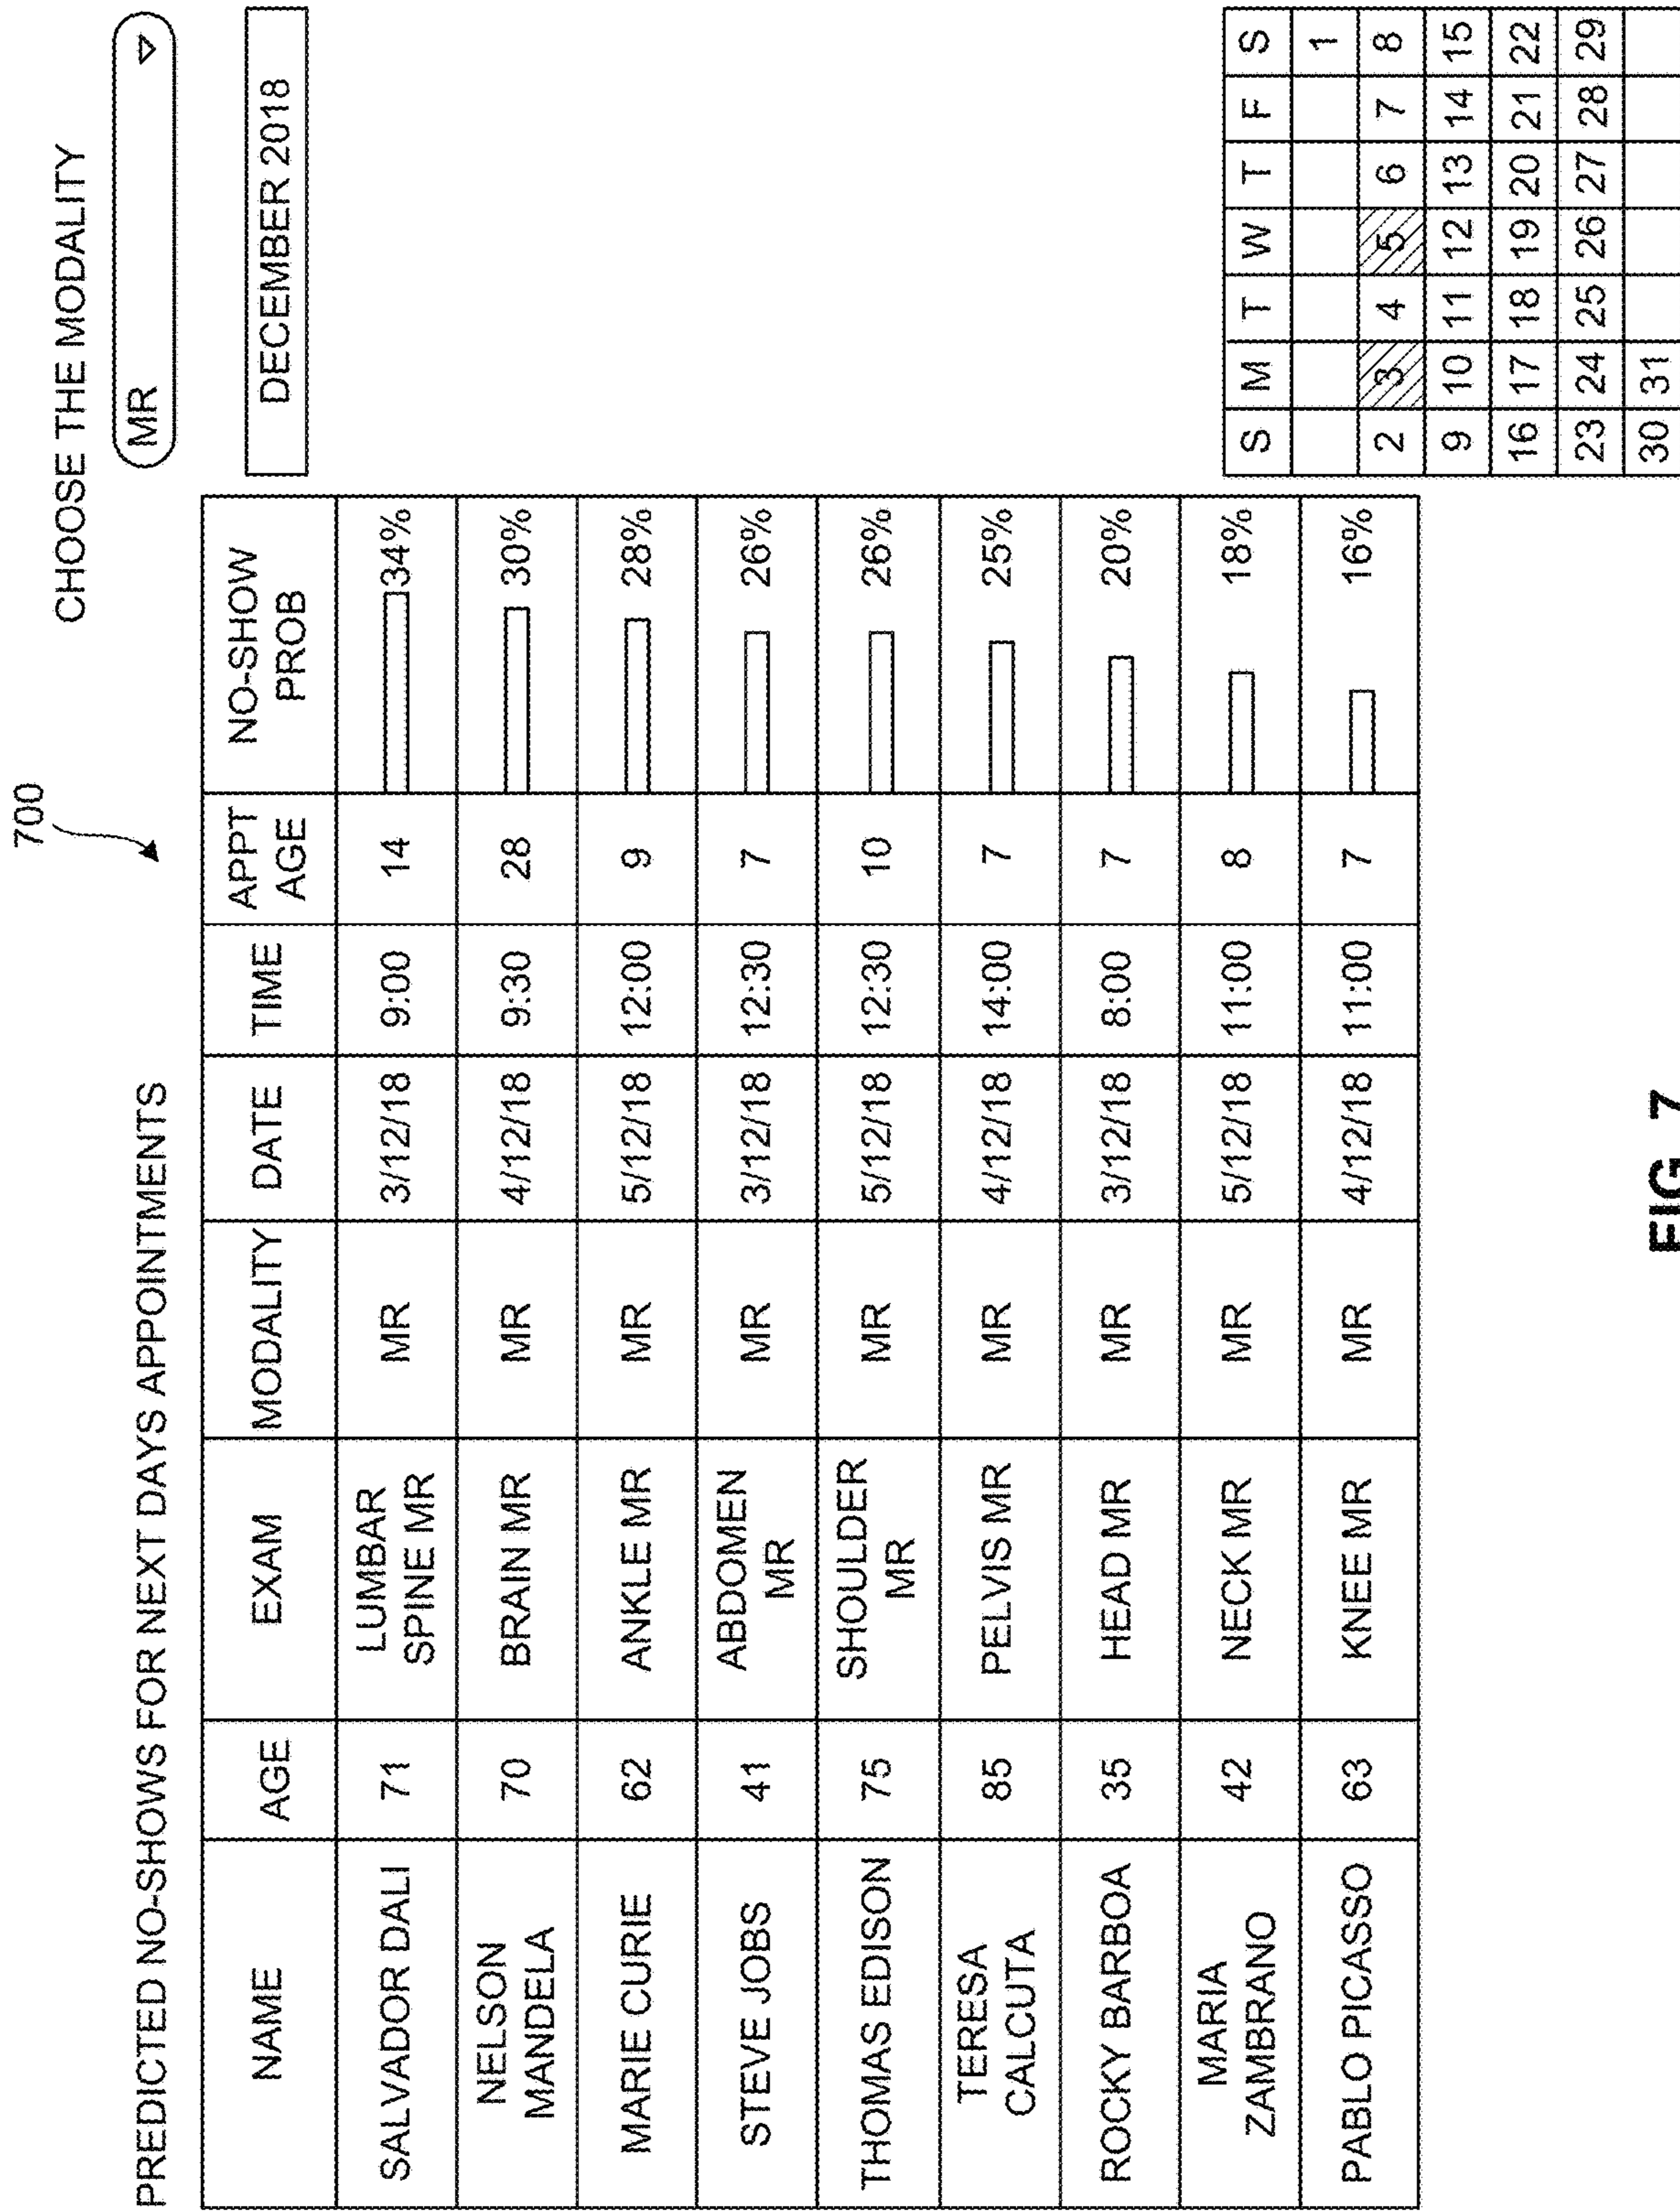 700
CHOOSE THE MODALITY
MR
PREDICTED NO-SHOWS FOR NEXT DAYS APPOINTMENTS
DECEMBER 2018
NAME AGE EXAM MODALITY DATE TIME APPT AGE NO-SHOW PROB
SALVADOR DALI 71 LUMBAR SPINE MR MR 3/12/18 9:00 14 34%
NELSON MANDELA 70 BRAIN MR MR 4/12/18 9:30 28 30%
MARIE CURIE 62 ANKLE MR MR 5/12/18 12:00 9 28%
STEVE JOBS 41 ABDOMEN MR MR 3/12/18 12:30 7 26%
THOMAS EDISON 75 SHOULDER MR MR 5/12/18 12:30 10 26%
TERESA CALCUTA 85 PELVIS MR MR 4/12/18 14:00 7 25%
ROCKY BARBOA 35 HEAD MR MR 3/12/18 8:00 7 20%
MARIA ZAMBRANO 42 NECK MR MR 5/12/18 11:00 8 18%
PABLO PICASSO 63 KNEE MR MR 4/12/18 11:00 7 16%
S M T W T F S
1
2 3 4 5 6 7 8
9 10 11 12 13 14 15
16 17 18 19 20 21 22
23 24 25 26 27 28 29
30 31
FIG. 7